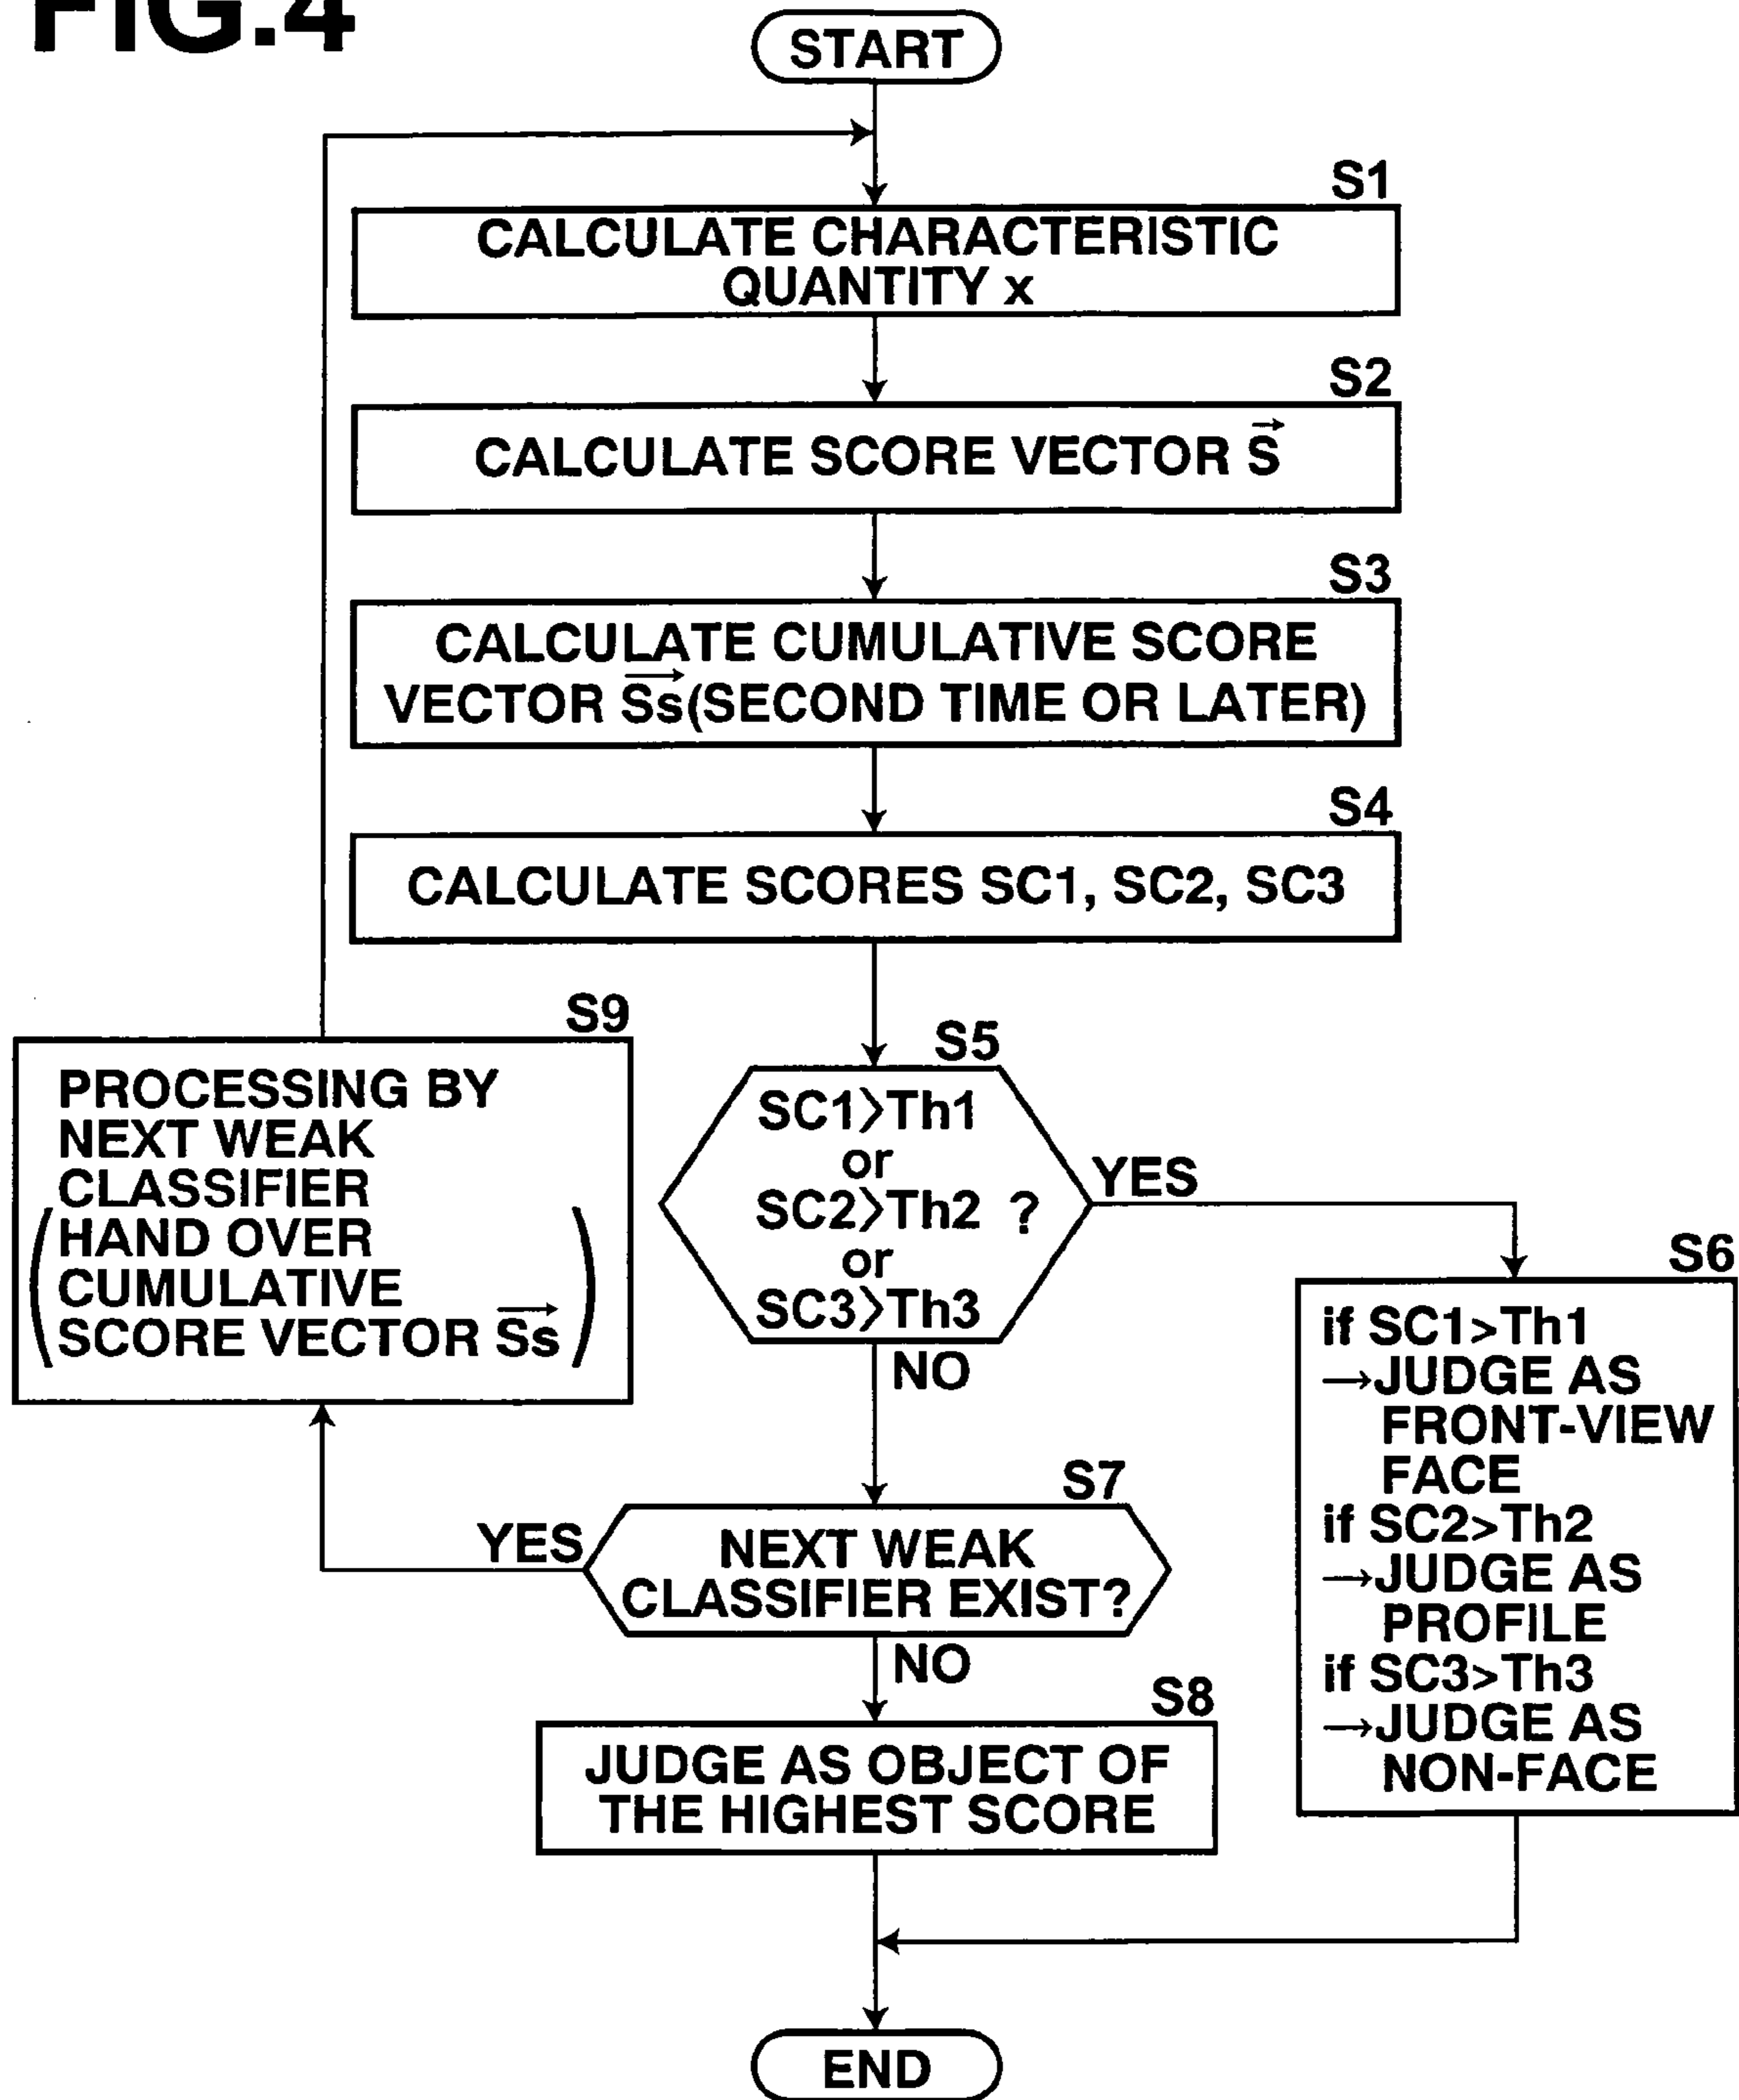 FIG.4
START
S1
CALCULATE CHARACTERISTIC
QUANTITY x
S2
CALCULATE SCORE VECTOR S⃗
S3
CALCULATE CUMULATIVE SCORE
VECTOR S⃗s⃗(SECOND TIME OR LATER)
S4
CALCULATE SCORES SC1, SC2, SC3
S9
PROCESSING BY
NEXT WEAK
CLASSIFIER
(HAND OVER
CUMULATIVE
SCORE VECTOR S⃗s⃗)
S5
SC1>Th1
or
SC2>Th2 ?
or
SC3>Th3
YES
NO
S6
if SC1>Th1
→JUDGE AS
FRONT-VIEW
FACE
if SC2>Th2
→JUDGE AS
PROFILE
if SC3>Th3
→JUDGE AS
NON-FACE
S7
YES
NEXT WEAK
CLASSIFIER EXIST?
NO
S8
JUDGE AS OBJECT OF
THE HIGHEST SCORE
END